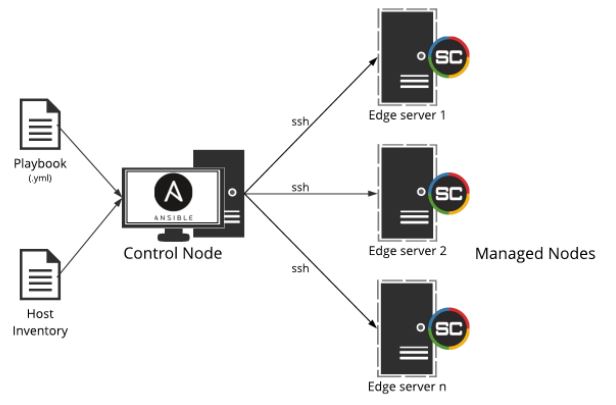 SC
ssh
Edge server 1
Playbook
(.yml)
ANSIBLE
ssh
SC
Control Node
Edge server 2
Managed Nodes
ssh
Host
Inventory
SC
Edge server n